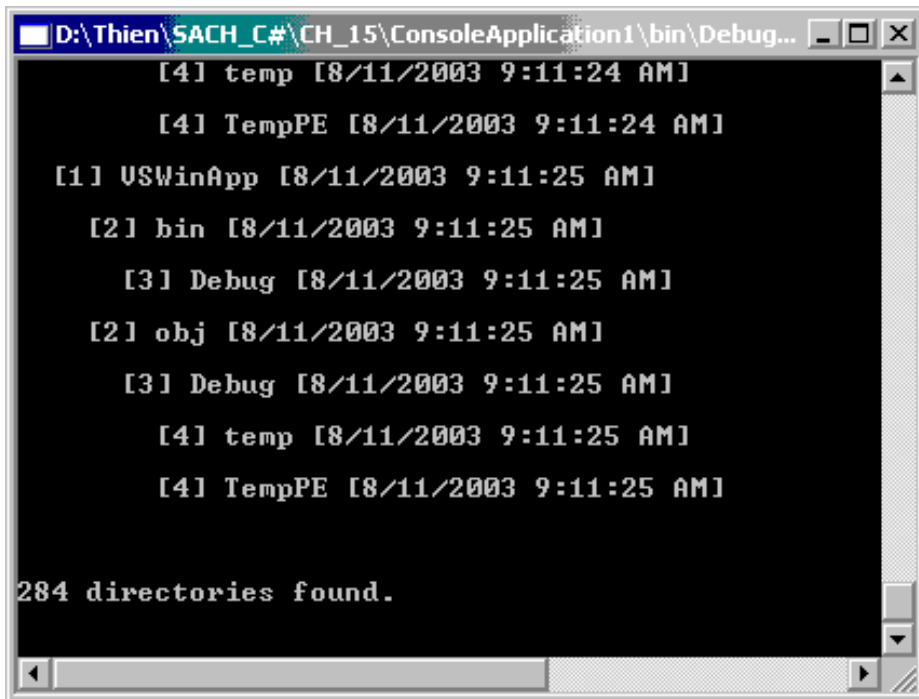 D:\Thien\SACH_C#\CH_15\ConsoleApplication1\bin\Debug...
[4] temp [8/11/2003 9:11:24 AM]
[4] TempPE [8/11/2003 9:11:24 AM]
[1] VSWinApp [8/11/2003 9:11:25 AM]
[2] bin [8/11/2003 9:11:25 AM]
[3] Debug [8/11/2003 9:11:25 AM]
[2] obj [8/11/2003 9:11:25 AM]
[3] Debug [8/11/2003 9:11:25 AM]
[4] temp [8/11/2003 9:11:25 AM]
[4] TempPE [8/11/2003 9:11:25 AM]
284 directories found.